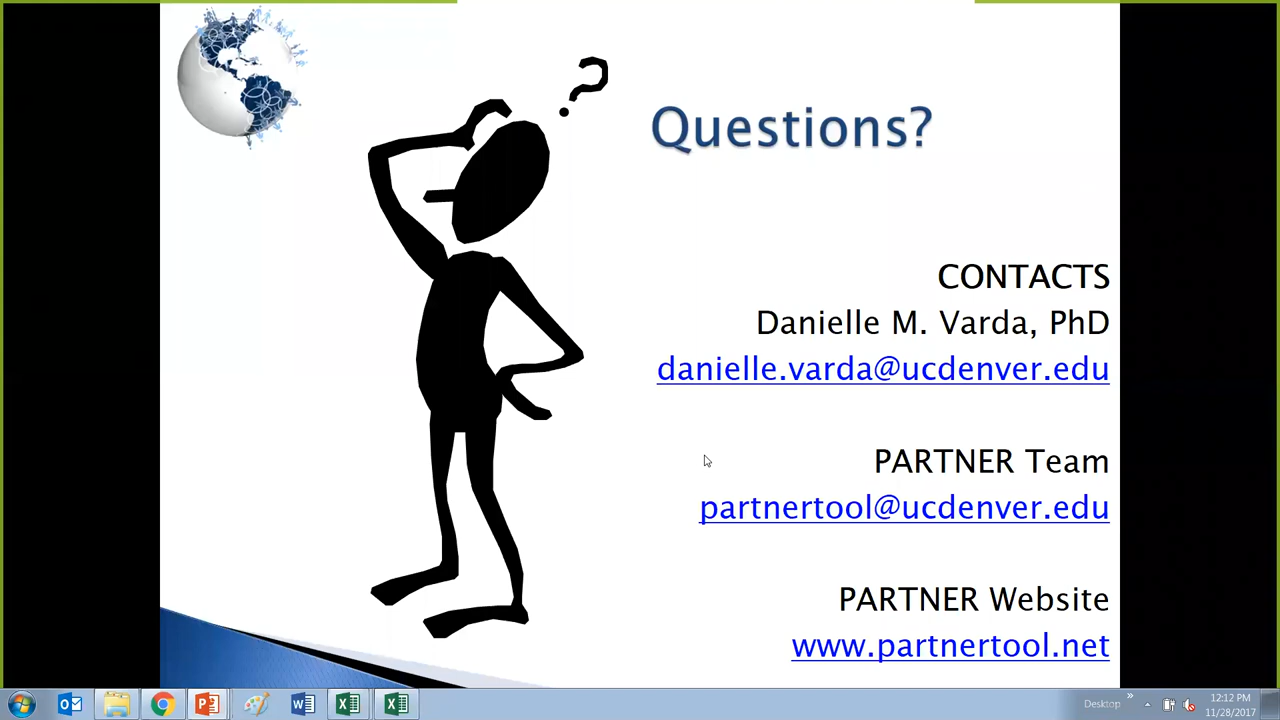 ?
Questions?
CONTACTS
Danielle M. Varda, PhD
danielle.varda@ucdenver.edu
PARTNER Team
partnertool@ucdenver.edu
PARTNER Website
www.partnertool.net
Desktop »
12:12 PM
11/28/2017